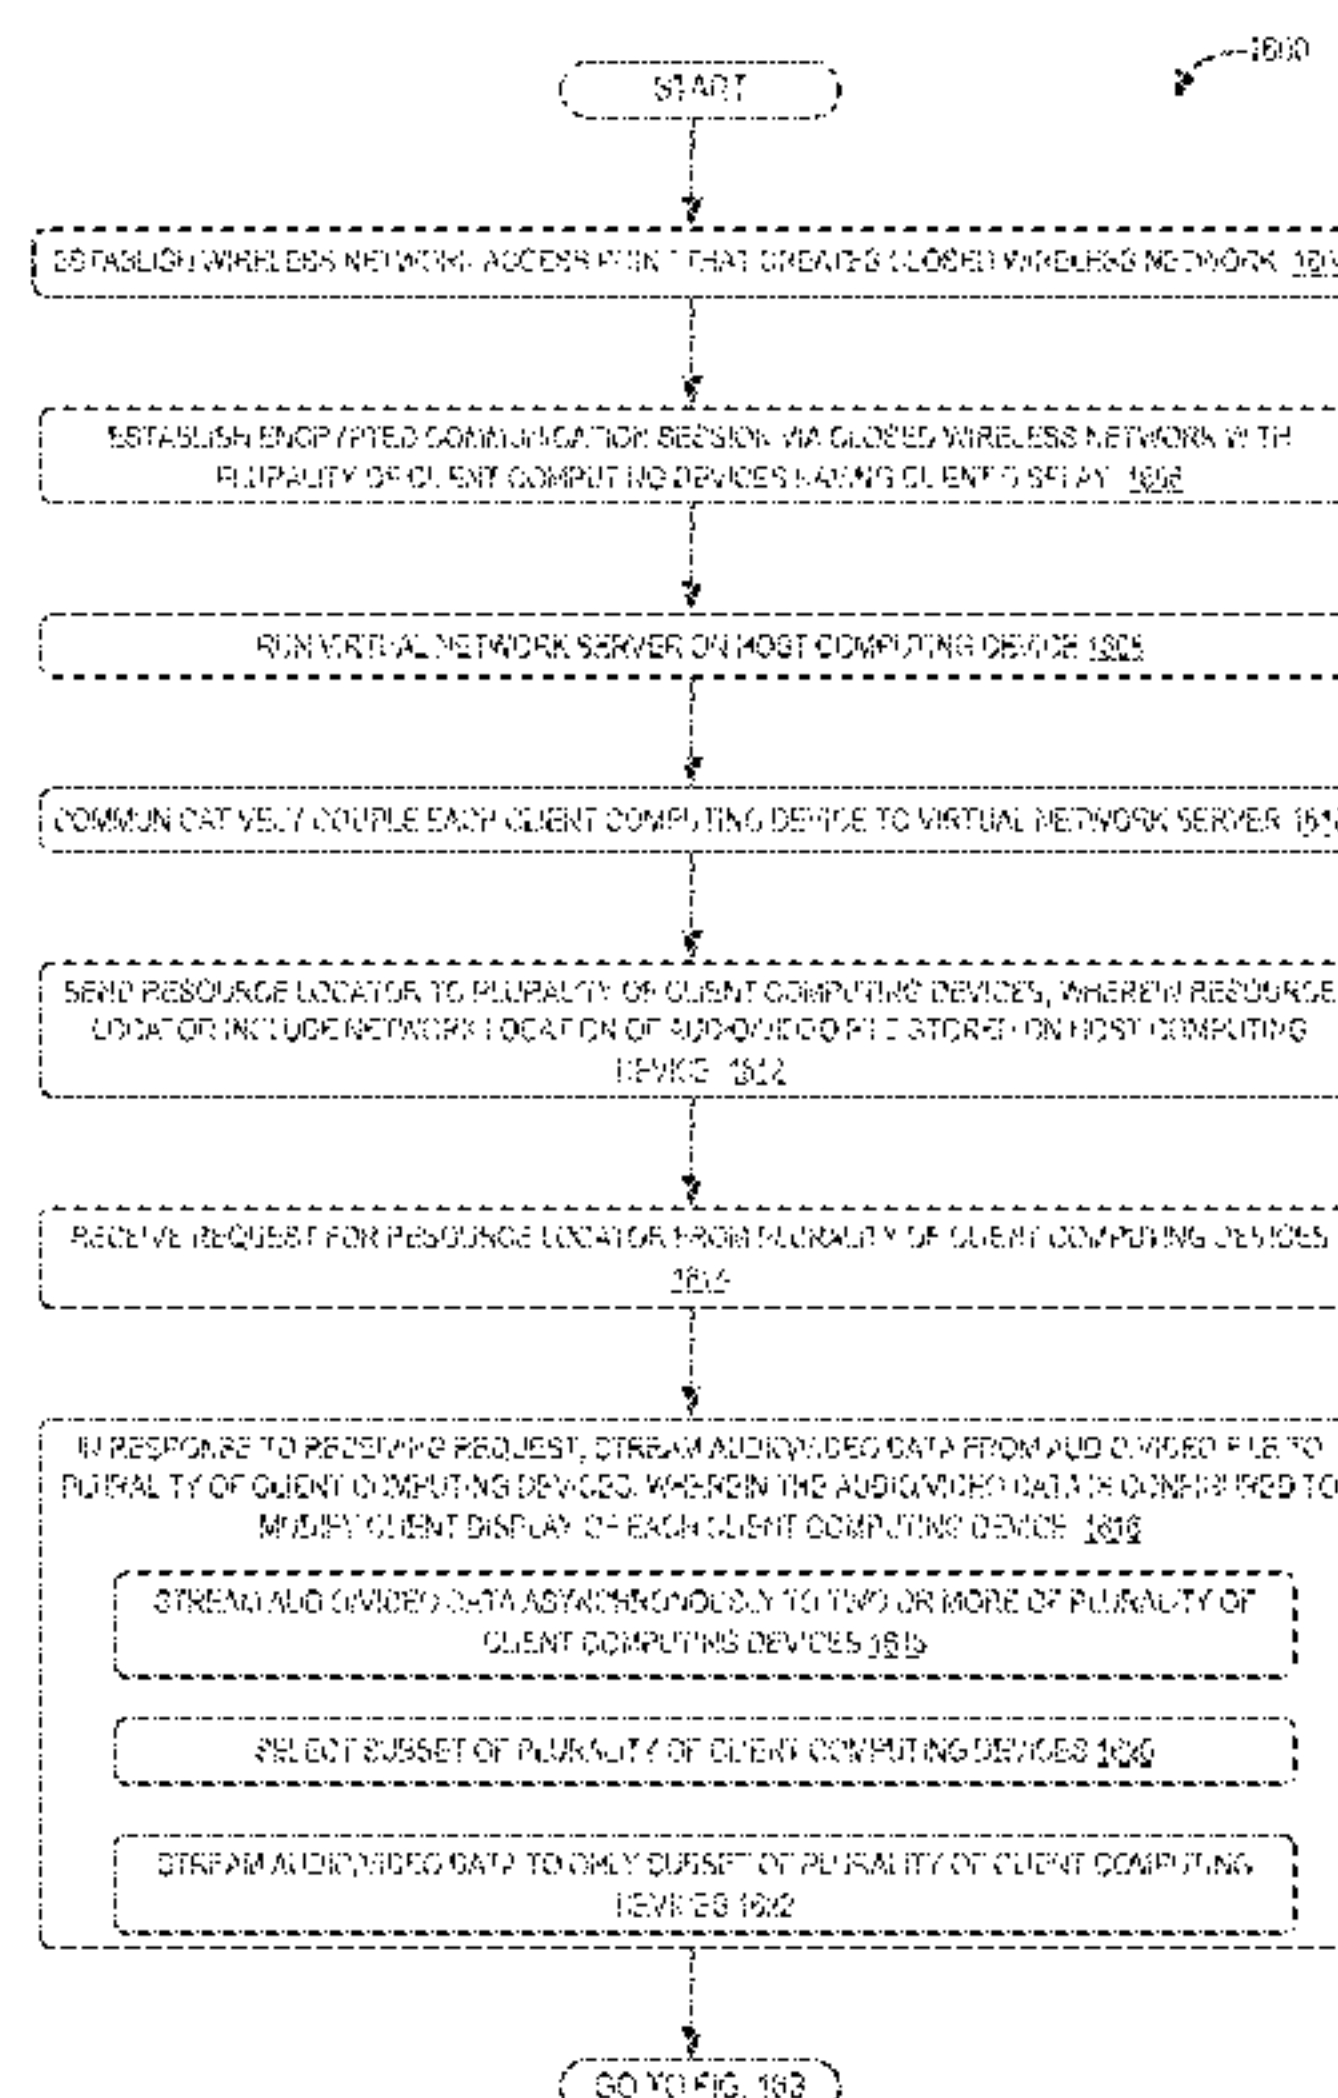 1600
START
ESTABLISH WIRELESS NETWORK ACCESS POINT THAT CREATES CLOSED WIRELESS NETWORK
ESTABLISH ENCRYPTED COMMUNICATION SESSION VIA CLOSED WIRELESS NETWORK WITH
PLURALITY OF CLIENT COMPUTING DEVICES HAVING CLIENT DISPLAY
RUN VIRTUAL NETWORK SERVER ON HOST COMPUTING DEVICE
COMMUNICATIVELY COUPLE EACH CLIENT COMPUTING DEVICE TO VIRTUAL NETWORK SERVER
SEND RESOURCE LOCATOR TO PLURALITY OF CLIENT COMPUTING DEVICES, WHEREIN RESOURCE
LOCATOR INCLUDE NETWORK LOCATION OF AUDIO/VIDEO FILE STORED ON HOST COMPUTING
DEVICE 1612
RECEIVE REQUEST FOR RESOURCE LOCATOR FROM PLURALITY OF CLIENT COMPUTING DEVICES
1614
IN RESPONSE TO RECEIVING REQUEST, STREAM AUDIO/VIDEO DATA FROM AUDIO/VIDEO FILE TO
PLURALITY OF CLIENT COMPUTING DEVICES, WHEREIN THE AUDIO/VIDEO DATA IS CONFIGURED TO
MODIFY CLIENT DISPLAY OF EACH CLIENT COMPUTING DEVICE 1616
STREAM AUDIO/VIDEO DATA ASYNCHRONOUSLY TO TWO OR MORE OF PLURALITY OF
CLIENT COMPUTING DEVICES
SELECT SUBSET OF PLURALITY OF CLIENT COMPUTING DEVICES 1620
STREAM AUDIO/VIDEO DATA TO ONLY SUBSET OF PLURALITY OF CLIENT COMPUTING
DEVICES 1622
GO TO FIG. 16B